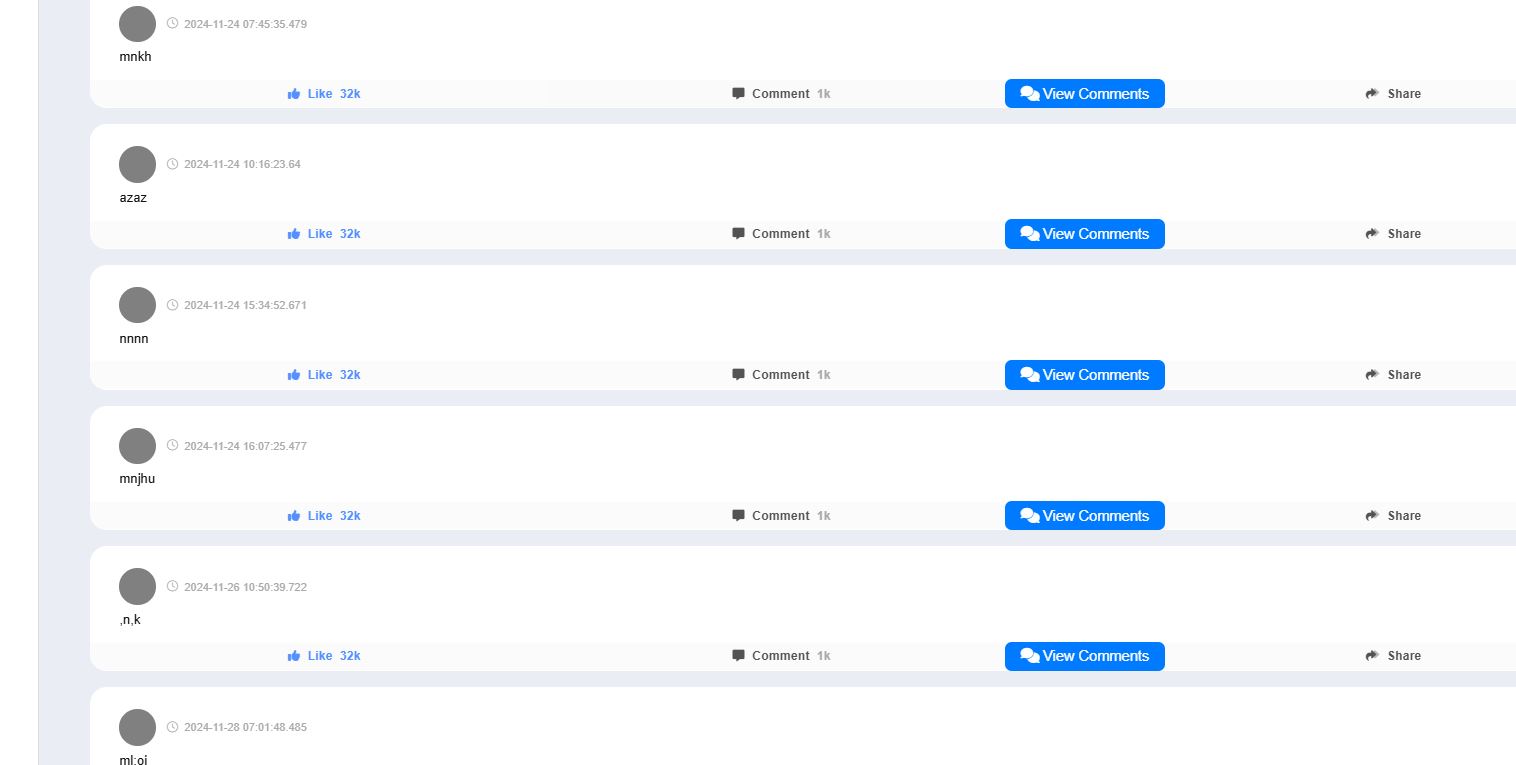 2024-11-24 07:45:35.479
mnkh
Like 32k Comment 1k View Comments Share
2024-11-24 10:16:23.64
azaz
Like 32k Comment 1k View Comments Share
2024-11-24 15:34:52.671
nnnn
Like 32k Comment 1k View Comments Share
2024-11-24 16:07:25.477
mnjhu
Like 32k Comment 1k View Comments Share
2024-11-26 10:50:39.722
,n,k
Like 32k Comment 1k View Comments Share
2024-11-28 07:01:48.485